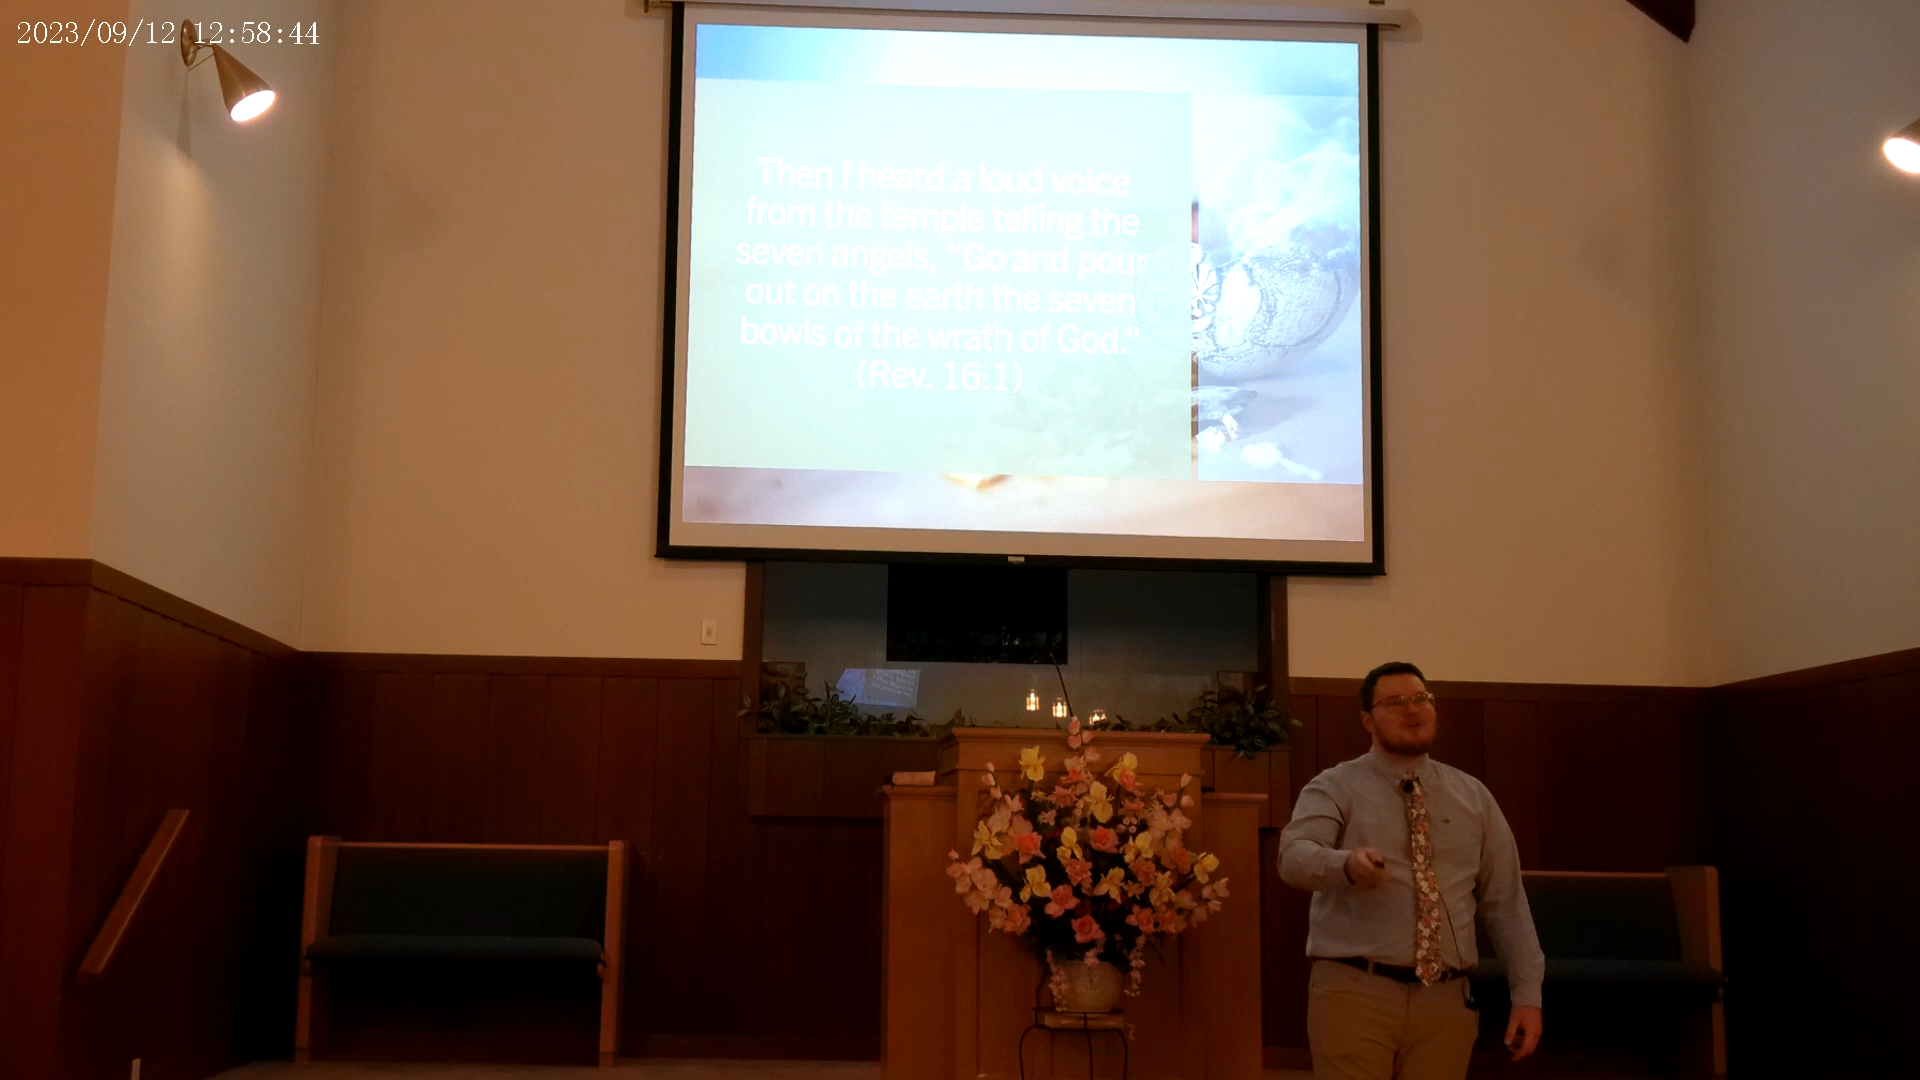 2023/09/12 12:58:44
Then I heard a loud voice
from the temple telling the
seven angels, “Go and pour
out on the earth the seven
bowls of the wrath of God.”
(Rev. 16:1)